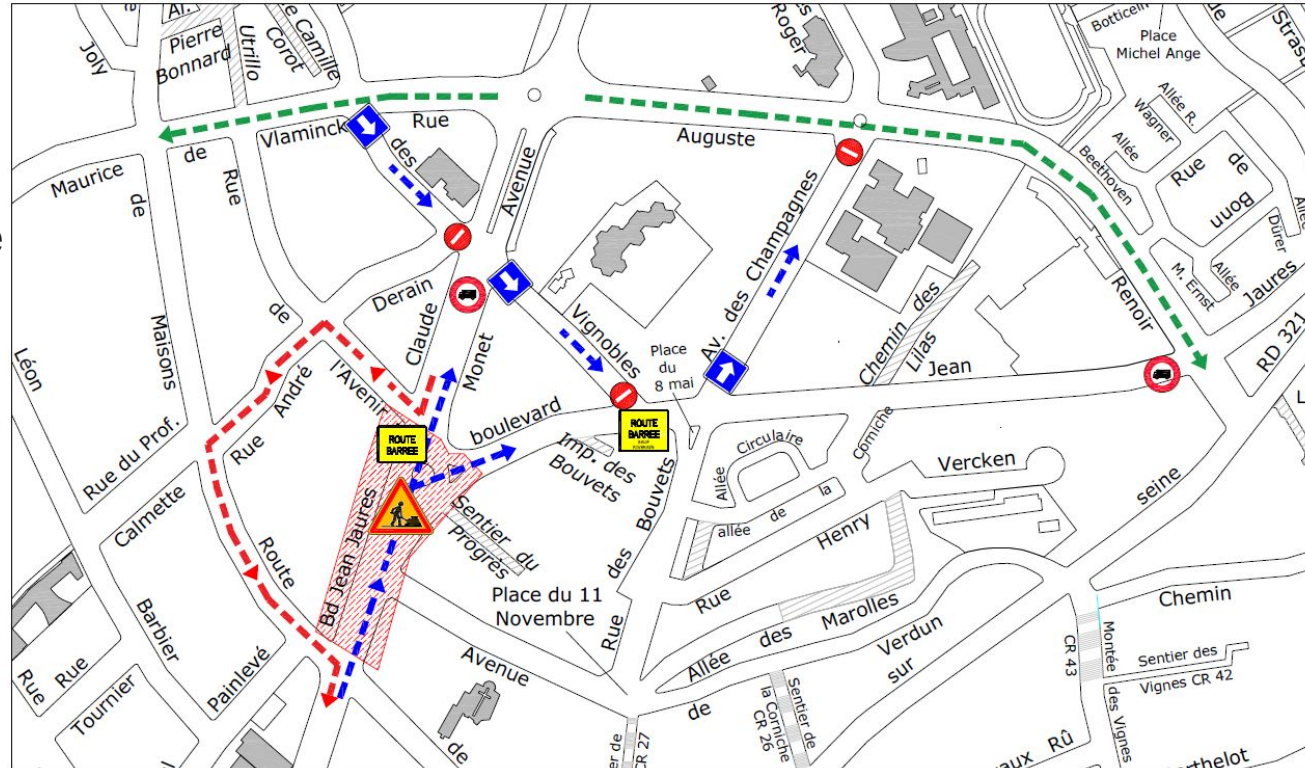 Al.
Pierre
Bonnard
Utrillo
Camille
Corot
Joly
Roger
Botticelli
Place
Michel Ange
Strasb
Allée R.
Wagner
Allée
Beethoven
Rue
de
Bonn
Allée
Dürer
M. Ernst
Allée
Jaures
RD 321
Maurice
de
Vlaminck
Rue
des
Avenue
Auguste
Renoir
Rue
de
de
Maisons
Derain
Claude
Monet
Vignobles
Place
du
8 mai
Av. des Champagnes
Chemin des
Lilas
Jean
Léon
André
Rue
l'Avenir
boulevard
ROUTE
BARREE
ROUTE
BARREE
Imp. des
Bouvets
Allée
Circulaire
Corniche
Vercken
seine
Rue du Prof.
Calmette
Bd Jean Jaures
Sentier du
Progrès
Rue des Bouvets
allée de la
Rue Henry
Route
Place du 11
Novembre
Barbier
Painlevé
Avenue
de
Allée des Marolles
Verdun
sur
de
Chemin
CR 43
Montée
des Vignes
Sentier des
Vignes CR 42
Rue
Rue
Tournier
CR 27
Sentier de
la Corniche
CR 26
Rû